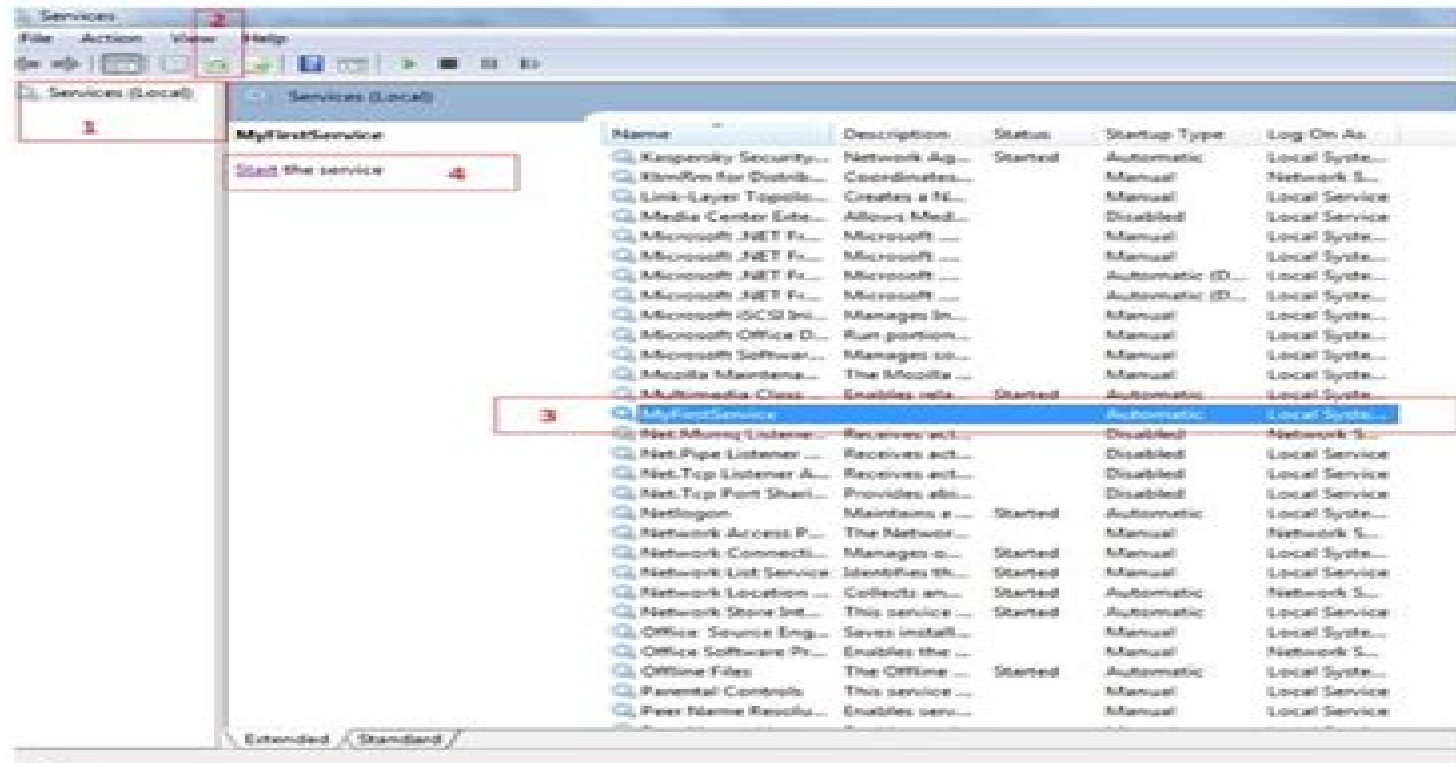 Services
2
File Action View Help
Services (Local)
1
Services (Local)
MyFirstService
Start the service
4
Name Description Status Startup Type Log On As
Kaspersky Security... Network Ag... Started Automatic Local Syste...
KtmRm for Distrib... Coordinates... Manual Network S...
Link-Layer Topolo... Creates a N... Manual Local Service
Media Center Exte... Allows Med... Disabled Local Service
Microsoft .NET Fr... Microsoft .... Manual Local Syste...
Microsoft .NET Fr... Microsoft .... Manual Local Syste...
Microsoft .NET Fr... Microsoft .... Automatic (D... Local Syste...
Microsoft .NET Fr... Microsoft .... Automatic (D... Local Syste...
Microsoft iSCSI Ini... Manages In... Manual Local Syste...
Microsoft Office D... Run portion... Manual Local Syste...
Microsoft Softwar... Manages so... Manual Local Syste...
Mozilla Maintena... The Mozilla ... Manual Local Syste...
Multimedia Class ... Enables rela... Started Automatic Local Syste...
3
MyFirstService Automatic Local Syste...
Net.Msmq Listene... Receives act... Disabled Network S...
Net.Pipe Listener ... Receives act... Disabled Local Service
Net.Tcp Listener A... Receives act... Disabled Local Service
Net.Tcp Port Shari... Provides abi... Disabled Local Service
Netlogon Maintains a ... Started Automatic Local Syste...
Network Access P... The Networ... Manual Network S...
Network Connecti... Manages o... Started Manual Local Syste...
Network List Service Identifies th... Started Manual Local Service
Network Location ... Collects an... Started Automatic Network S...
Network Store Int... This service ... Started Automatic Local Service
Office Source Eng... Saves install... Manual Local Syste...
Office Software Pr... Enables the ... Manual Network S...
Offline Files The Offline ... Started Automatic Local Syste...
Parental Controls This service ... Manual Local Service
Peer Name Resolu... Enables serv... Manual Local Service
Extended Standard